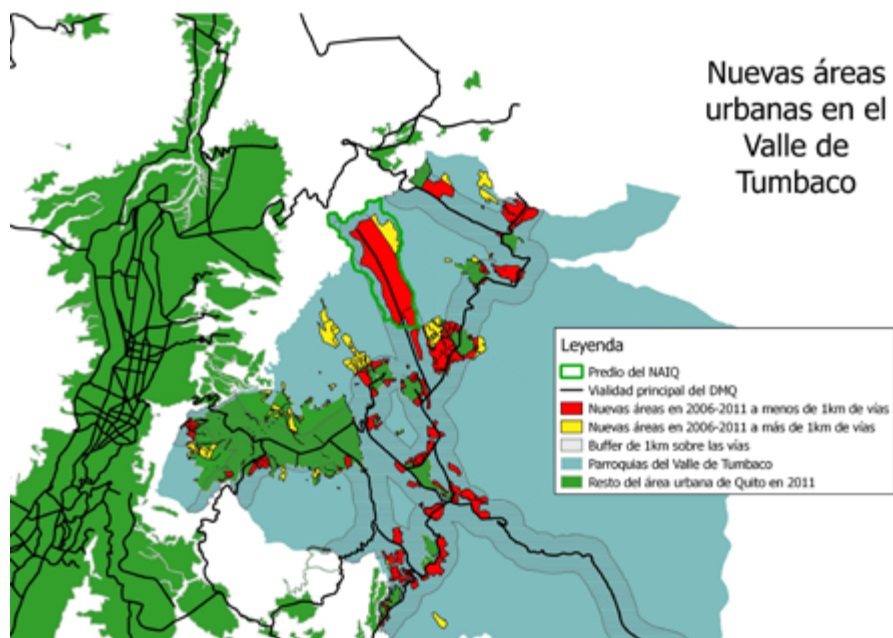 Nuevas áreas
urbanas en el
Valle de
Tumbaco
Leyenda
Predio del NAIQ
Vialidad principal del DMQ
Nuevas áreas en 2006-2011 a menos de 1km de vías
Nuevas áreas en 2006-2011 a más de 1km de vías
Buffer de 1km sobre las vías
Parroquias del Valle de Tumbaco
Resto del área urbana de Quito en 2011